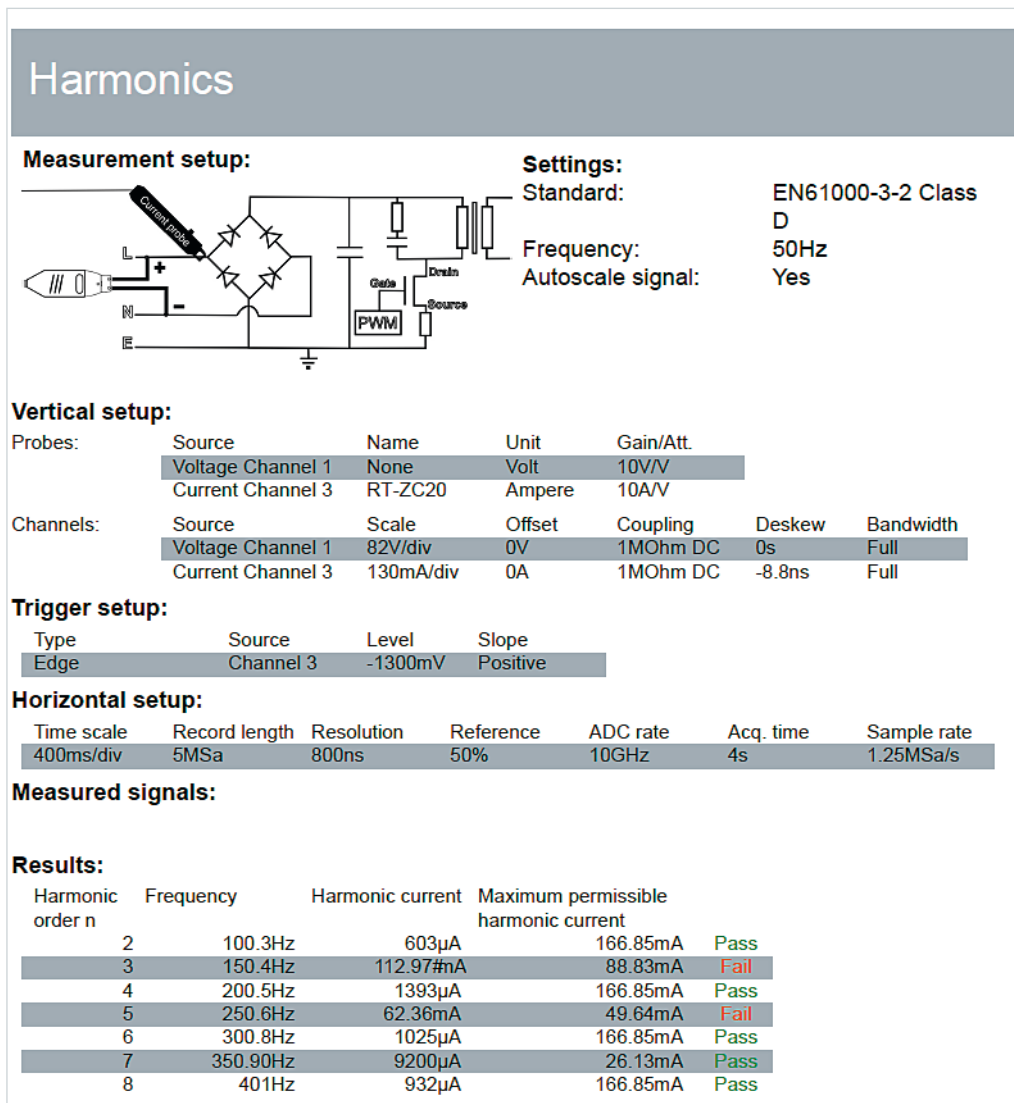 Harmonics
Measurement setup:
Current probe
L
+
N
-
E
Gate
Drain
Source
PWM
Settings:
Standard: EN61000-3-2 Class
D
Frequency: 50Hz
Autoscale signal: Yes
Vertical setup:
Probes: Source Name Unit Gain/Att.
Voltage Channel 1 None Volt 10V/V
Current Channel 3 RT-ZC20 Ampere 10A/V
Channels: Source Scale Offset Coupling Deskew Bandwidth
Voltage Channel 1 82V/div 0V 1MOhm DC 0s Full
Current Channel 3 130mA/div 0A 1MOhm DC -8.8ns Full
Trigger setup:
Type Source Level Slope
Edge Channel 3 -1300mV Positive
Horizontal setup:
Time scale Record length Resolution Reference ADC rate Acq. time Sample rate
400ms/div 5MSa 800ns 50% 10GHz 4s 1.25MSa/s
Measured signals:
Results:
Harmonic Frequency Harmonic current Maximum permissible
order n harmonic current
2 100.3Hz 603µA 166.85mA Pass
3 150.4Hz 112.97#nA 88.83mA Fail
4 200.5Hz 1393µA 166.85mA Pass
5 250.6Hz 62.36mA 49.64mA Fail
6 300.8Hz 1025µA 166.85mA Pass
7 350.90Hz 9200µA 26.13mA Pass
8 401Hz 932µA 166.85mA Pass